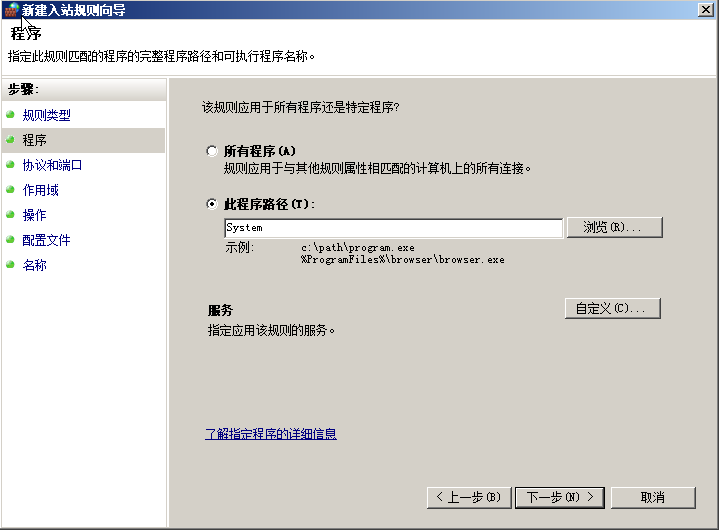 新建入站规则向导
程序
指定此规则匹配的程序的完整程序路径和可执行程序名称。
步骤:
规则类型
程序
协议和端口
作用域
操作
配置文件
名称
该规则应用于所有程序还是特定程序?
所有程序(A)
规则应用于与其他规则属性相匹配的计算机上的所有连接。
此程序路径(T):
System
浏览(R)...
示例: c:\path\program.exe
%ProgramFiles%\browser\browser.exe
服务
自定义(C)...
指定应用该规则的服务。
了解指定程序的详细信息
< 上一步(B) 下一步(N) > 取消